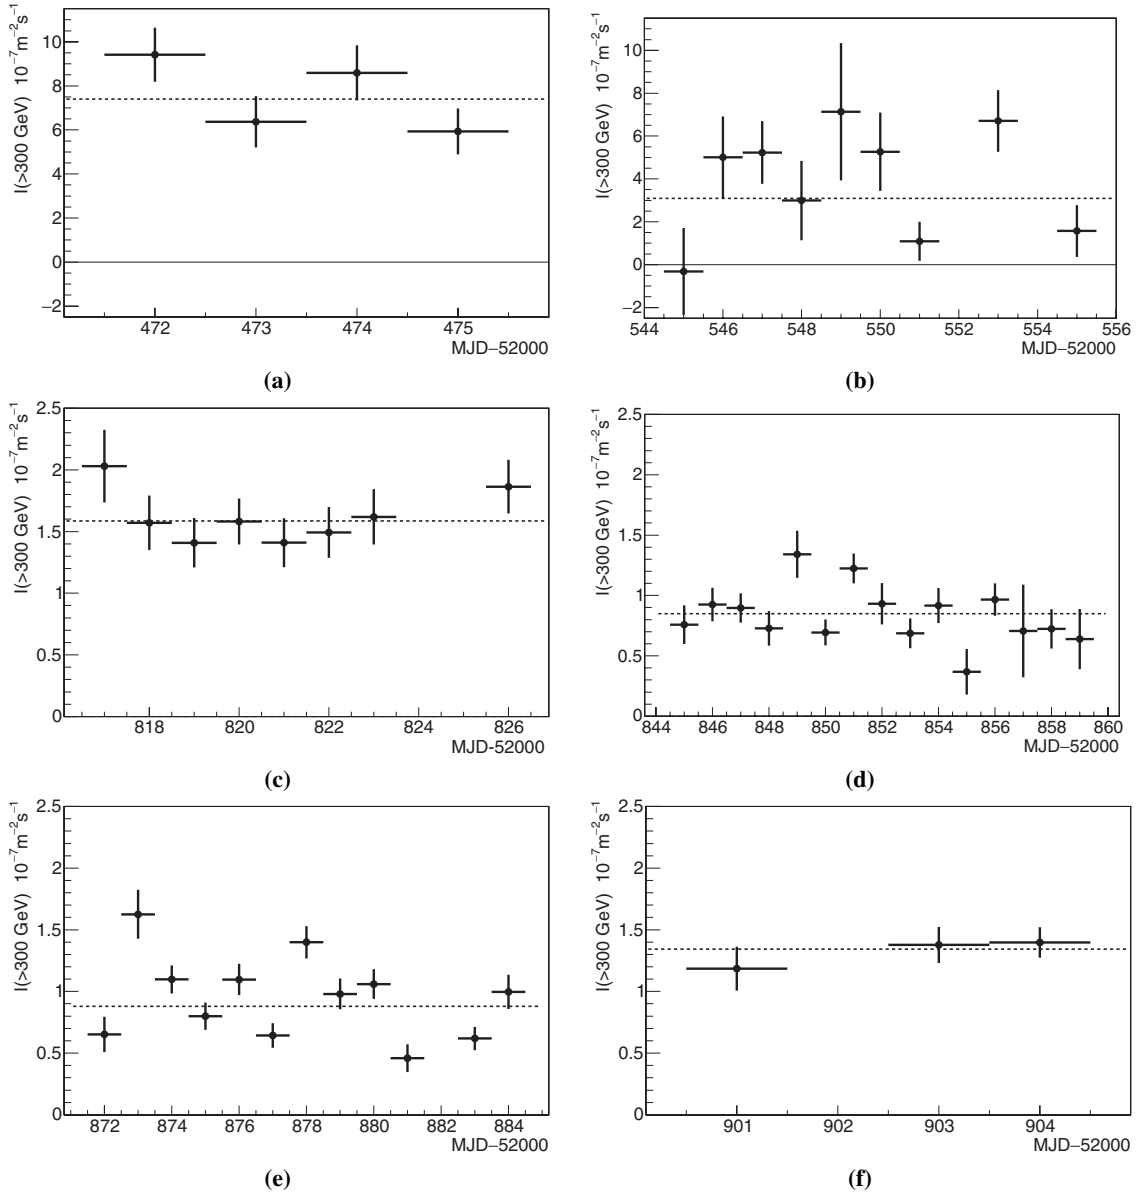 I(>300 GeV) 10⁻⁷m⁻²s⁻¹
10
8
6
4
2
0
−2
472 473 474 475
MJD−52000
(a)
I(>300 GeV) 10⁻⁷m⁻²s⁻¹
10
8
6
4
2
0
−2
544 546 548 550 552 554 556
MJD−52000
(b)
I(>300 GeV) 10⁻⁷m⁻²s⁻¹
2.5
2
1.5
1
0.5
0
818 820 822 824 826
MJD-52000
(c)
I(>300 GeV) 10⁻⁷m⁻²s⁻¹
2.5
2
1.5
1
0.5
0
844 846 848 850 852 854 856 858 860
MJD−52000
(d)
I(>300 GeV) 10⁻⁷m⁻²s⁻¹
2.5
2
1.5
1
0.5
0
872 874 876 878 880 882 884
MJD−52000
(e)
I(>300 GeV) 10⁻⁷m⁻²s⁻¹
2.5
2
1.5
1
0.5
0
901 902 903 904
MJD−52000
(f)